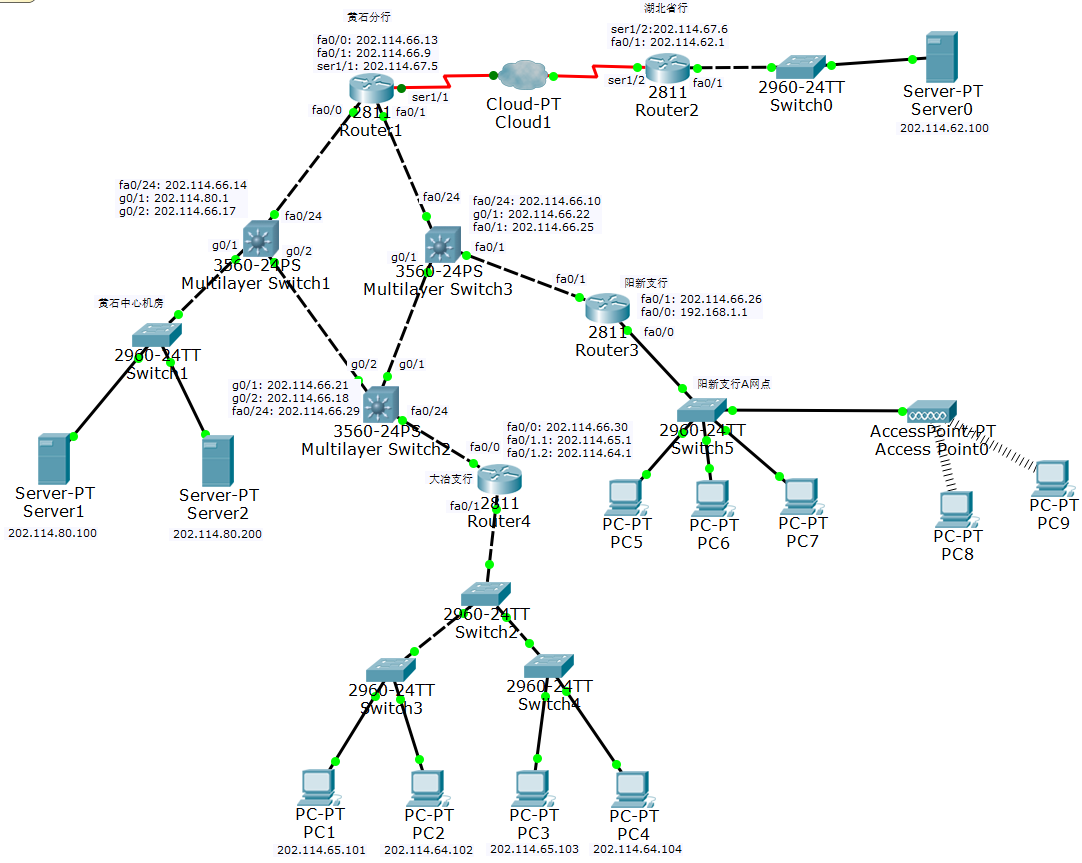 黄石分行
fa0/0: 202.114.66.13
fa0/1: 202.114.66.9
ser1/1: 202.114.67.5
湖北省行
ser1/2:202.114.67.6
fa0/1: 202.114.62.1
ser1/1
fa0/0
fa0/1
2811
Router1
Cloud-PT
Cloud1
ser1/2
fa0/1
2811
Router2
2960-24TT
Switch0
Server-PT
Server0
202.114.62.100
fa0/24: 202.114.66.14
g0/1: 202.114.80.1
g0/2: 202.114.66.17
fa0/24
g0/1
g0/2
3560-24PS
Multilayer Switch1
fa0/24
fa0/24: 202.114.66.10
g0/1: 202.114.66.22
fa0/1: 202.114.66.25
fa0/1
g0/1
3560-24PS
Multilayer Switch3
fa0/1
阳新支行
fa0/1: 202.114.66.26
fa0/0: 192.168.1.1
fa0/0
2811
Router3
黄石中心机房
2960-24TT
Switch1
g0/2
g0/1
g0/1: 202.114.66.21
g0/2: 202.114.66.18
fa0/24: 202.114.66.29
fa0/24
3560-24PS
Multilayer Switch2
阳新支行A网点
2960-24TT
Switch5
AccessPoint-PT
Access Point0
fa0/0: 202.114.66.30
fa0/1.1: 202.114.65.1
fa0/1.2: 202.114.64.1
fa0/0
大冶支行
fa0/1
2811
Router4
Server-PT
Server1
202.114.80.100
Server-PT
Server2
202.114.80.200
PC-PT
PC5
PC-PT
PC6
PC-PT
PC7
PC-PT
PC8
PC-PT
PC9
2960-24TT
Switch2
2960-24TT
Switch3
2960-24TT
Switch4
PC-PT
PC1
202.114.65.101
PC-PT
PC2
202.114.64.102
PC-PT
PC3
202.114.65.103
PC-PT
PC4
202.114.64.104